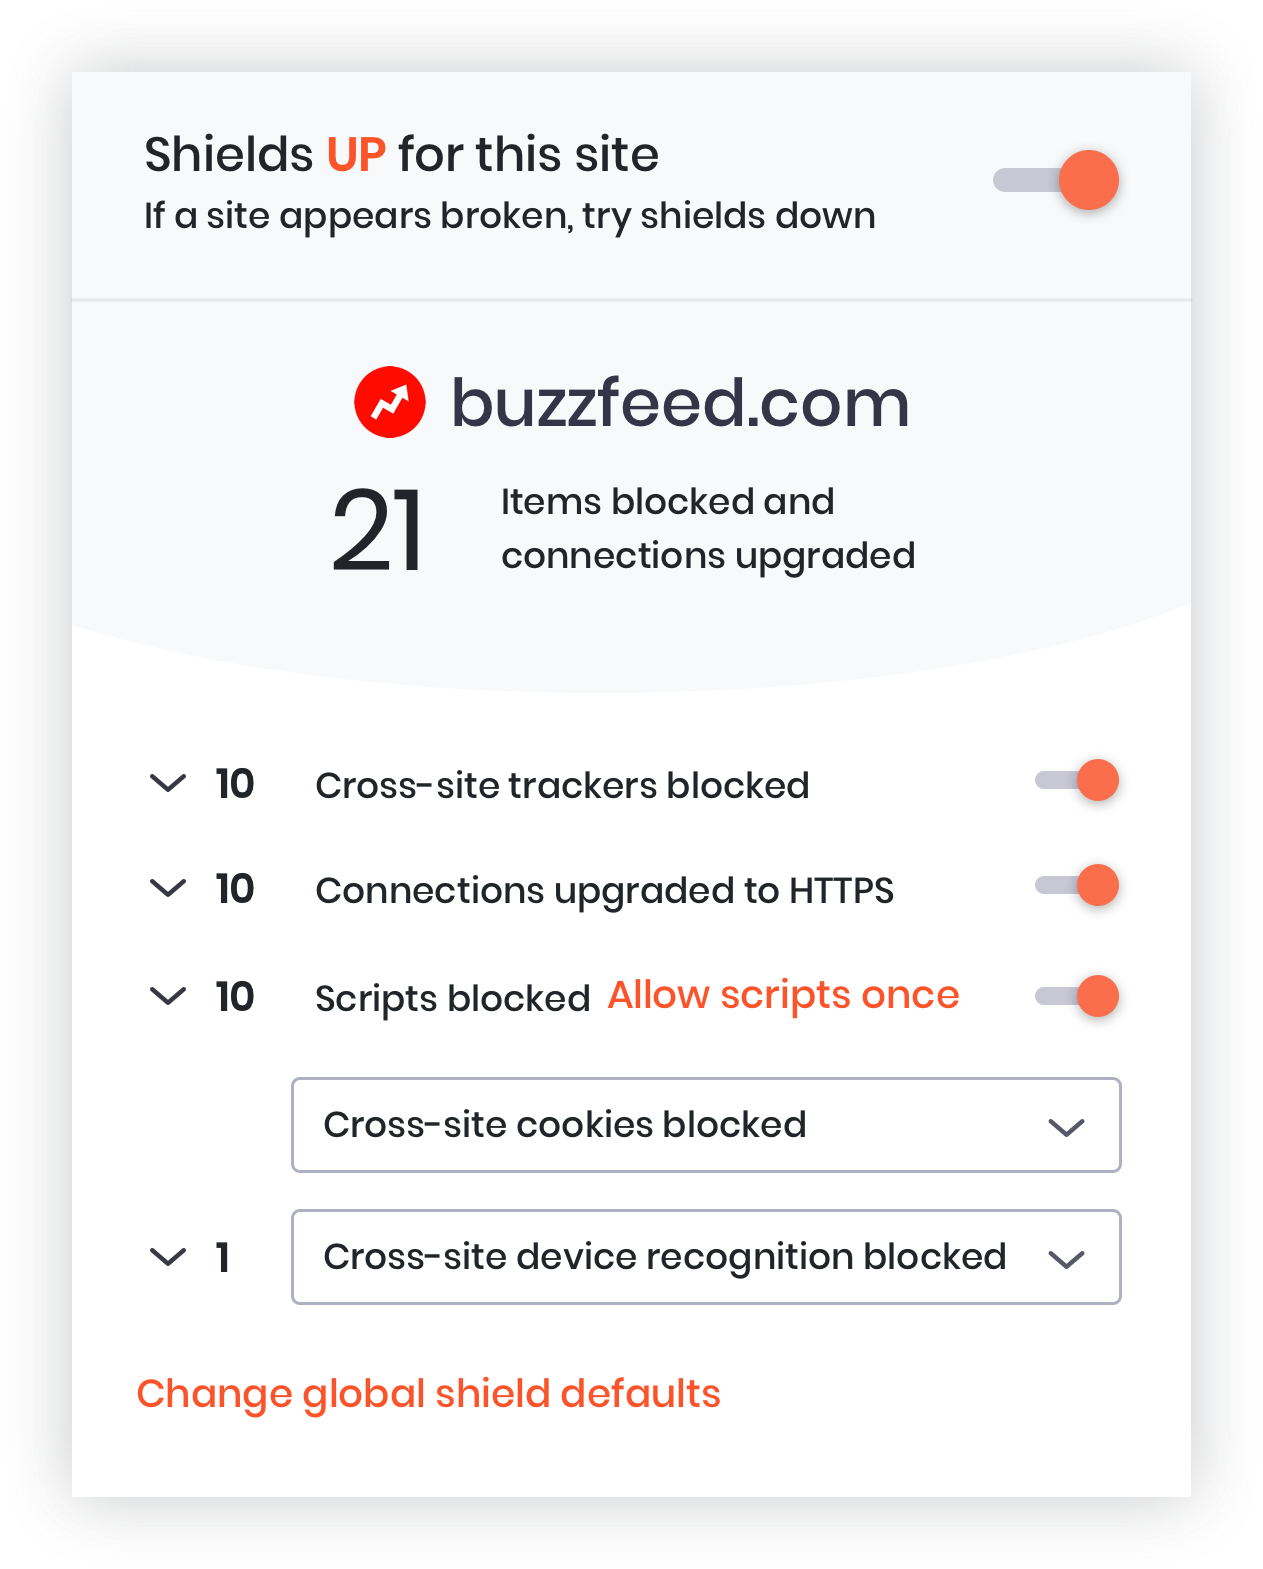 Shields UP for this site
If a site appears broken, try shields down
buzzfeed.com
21
Items blocked and
connections upgraded
10 Cross-site trackers blocked
10 Connections upgraded to HTTPS
10 Scripts blocked Allow scripts once
Cross-site cookies blocked
1 Cross-site device recognition blocked
Change global shield defaults